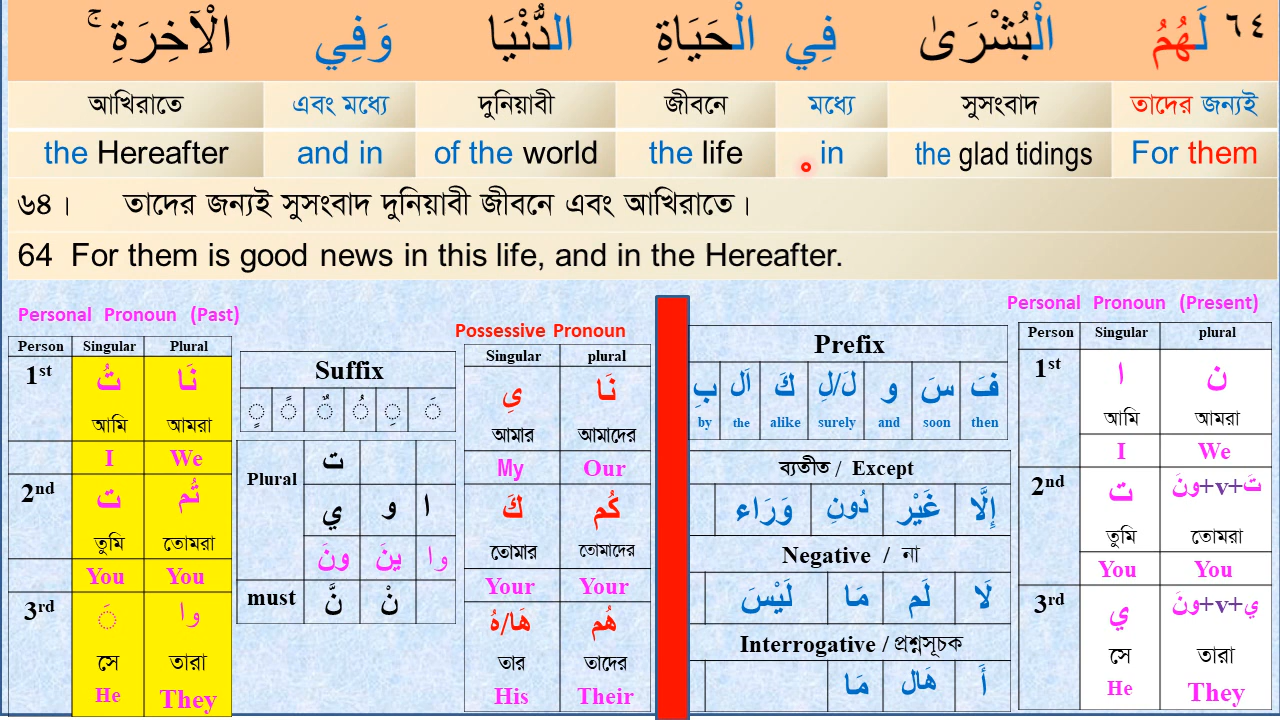 ٦٤ لَهُمُ الْبُشْرَىٰ فِي الْحَيَاةِ الدُّنْيَا وَفِي الْآخِرَةِ ۚ
আখিরাতে এবং মধ্যে দুনিয়াবী জীবনে মধ্যে সুসংবাদ তাদের জন্যই
the Hereafter and in of the world the life in the glad tidings For them
৬৪। তাদের জন্যই সুসংবাদ দুনিয়াবী জীবনে এবং আখিরাতে।
64 For them is good news in this life, and in the Hereafter.
Personal Pronoun (Past)
Person Singular Plural
1st تُ نَا
আমি আমরা
I We
2nd ت تُم
তুমি তোমরা
You You
3rd َ وا
সে তারা
He They
Suffix
ٍ ً ٌ ُ ِ َ
Plural ت
ي و ا
ونَ ينَ وا
must نَّ نْ
Possessive Pronoun
Singular plural
يِ نَا
আমার আমাদের
My Our
كَ كُم
তোমার তোমাদের
Your Your
هَا/هُ هُم
তার তাদের
His Their
Prefix
بِ اَل كَ لَ/لِ و سَ فَ
by the alike surely and soon then
ব্যতীত / Except
وَرَاء دُونِ غَيْر إِلَّا
Negative / না
لَيْسَ مَا لَم لَا
Interrogative / প্রশ্নসূচক
مَا هَال أَ
Personal Pronoun (Present)
Person Singular plural
1st ا ن
আমি আমরা
I We
2nd ت تَ+v+ونَ
তুমি তোমরা
You You
3rd ي ي+v+ونَ
সে তারা
He They